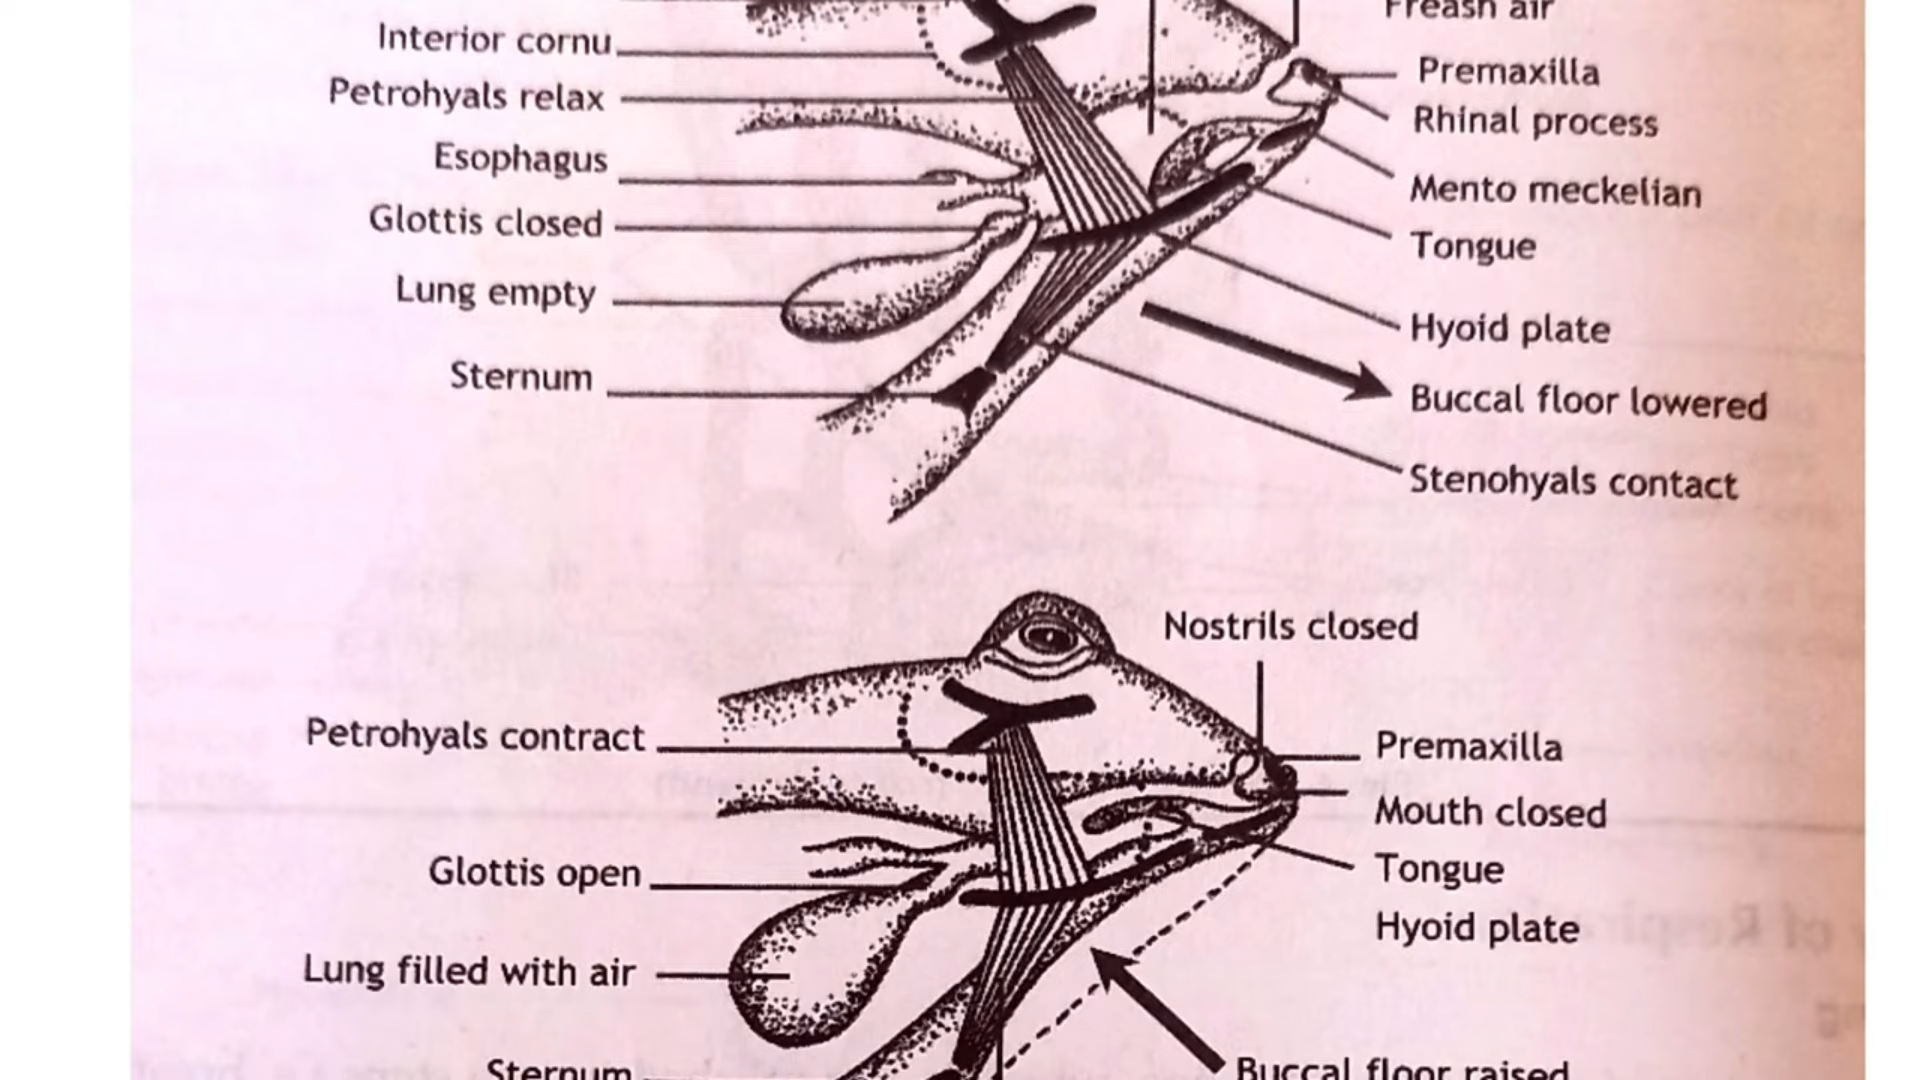 Freash air
Interior cornu
Petrohyals relax
Esophagus
Glottis closed
Lung empty
Sternum
Premaxilla
Rhinal process
Mento meckelian
Tongue
Hyoid plate
Buccal floor lowered
Stenohyals contact
Nostrils closed
Petrohyals contract
Glottis open
Lung filled with air
Sternum
Premaxilla
Mouth closed
Tongue
Hyoid plate
Buccal floor raised